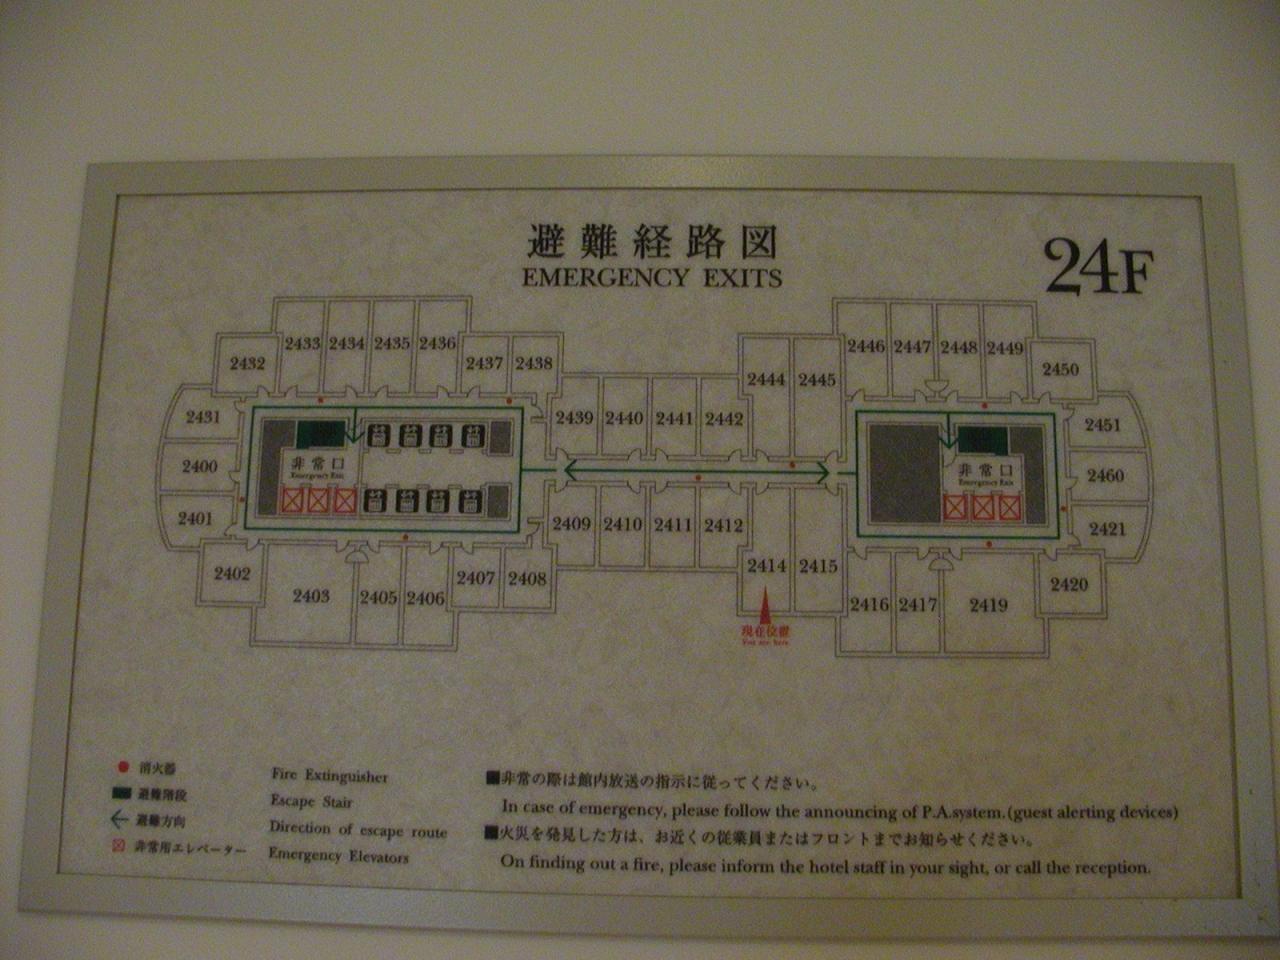 避難経路図
EMERGENCY EXITS
24F
2433 2434 2435 2436
2432 2437 2438
2446 2447 2448 2449
2450
2444 2445
2431
2439 2440 2441 2442
2451
2400
非常口
Emergency Exit
非常口
Emergency Exit
2460
2401
2409 2410 2411 2412
2421
2402 2403 2405 2406 2407 2408
2414 2415
2416 2417 2419 2420
現在位置
You are here
消火器 Fire Extinguisher
避難階段 Escape Stair
避難方向 Direction of escape route
非常用エレベーター Emergency Elevators
■非常の際は館内放送の指示に従ってください。
In case of emergency, please follow the announcing of P.A.system.(guest alerting devices)
■火災を発見した方は、お近くの従業員またはフロントまでお知らせください。
On finding out a fire, please inform the hotel staff in your sight, or call the reception.